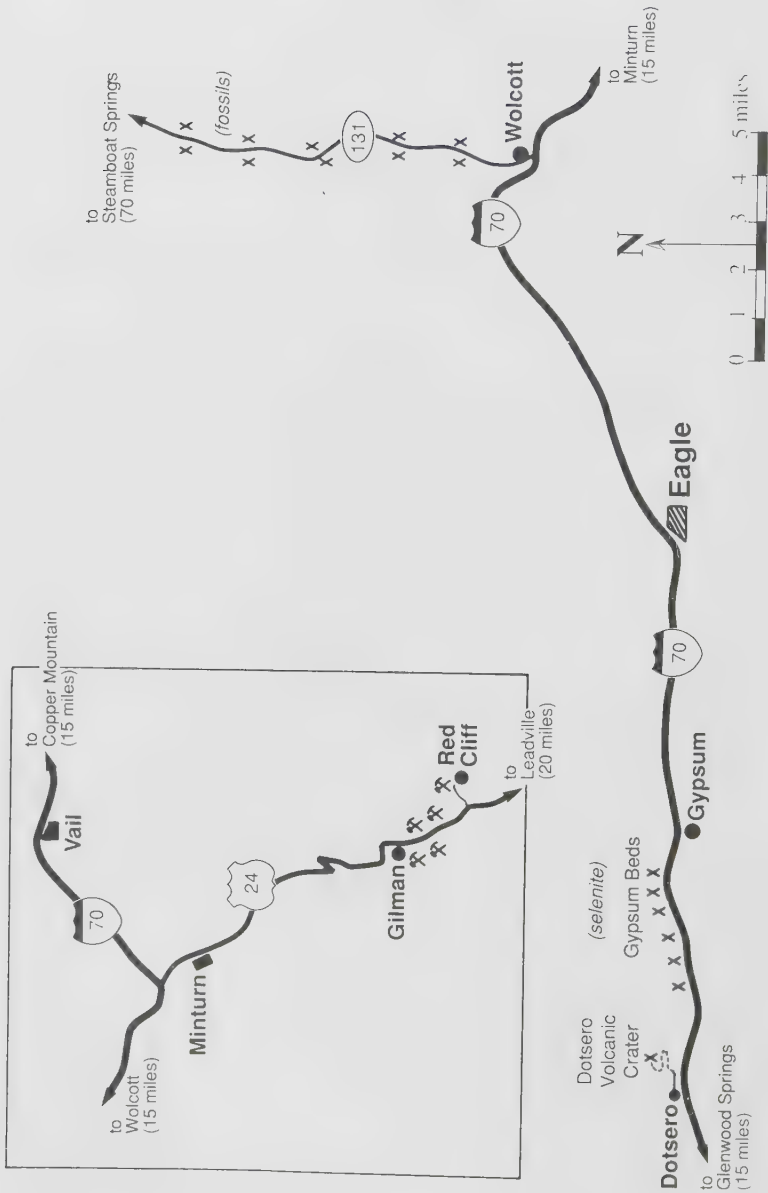 to
Copper Mountain
(15 miles)
Vail
70
to
Wolcott
(15 miles)
Minturn
24
Gilman
Red
Cliff
to
Leadville
(20 miles)
to
Steamboat Springs
(70 miles)
(fossils)
131
Wolcott
to
Minturn
(15 miles)
70
N
0 1 2 3 4 5 miles
Eagle
70
Gypsum
(selenite)
Gypsum Beds
Dotsero
Volcanic
Crater
Dotsero
to
Glenwood Springs
(15 miles)